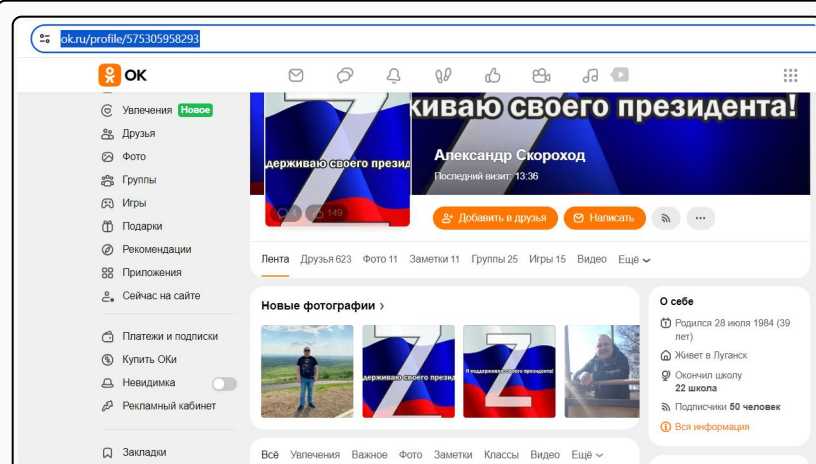 ok.ru/profile/575305958293
ОК
Увлечения Новое
Друзья
Фото
Группы
Игры
Подарки
Рекомендации
Приложения
Сейчас на сайте
Платежи и подписки
Купить ОКи
Невидимка
Рекламный кабинет
Закладки
живаю своего президента!
держиваю своего презид
149
Александр Скороход
Последний визит: 13:36
Добавить в друзья
Написать
Лента Друзья 623 Фото 11 Заметки 11 Группы 25 Игры 15 Видео Ещё
Новые фотографии
держиваю своего презид
Я поддерживаю своего президента!
О себе
Родился 28 июля 1984 (39 лет)
Живет в Луганск
Окончил школу
22 школа
Подписчики 50 человек
Вся информация
Всё Увлечения Важное Фото Заметки Классы Видео Ещё